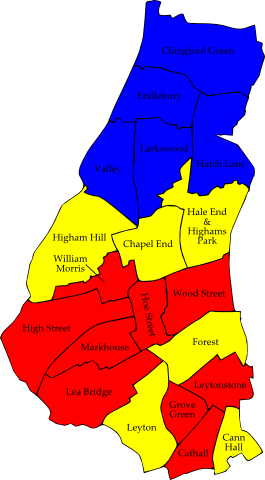 Chingford Green
Endlebury
Larkswood
Hatch Lane
Valley
Hale End
&
Highams
Park
Higham Hill
Chapel End
William
Morris
Wood Street
Hoe Street
High Street
Markhouse
Forest
Lea Bridge
Leytonstone
Grove
Green
Leyton
Cann
Hall
Cathall